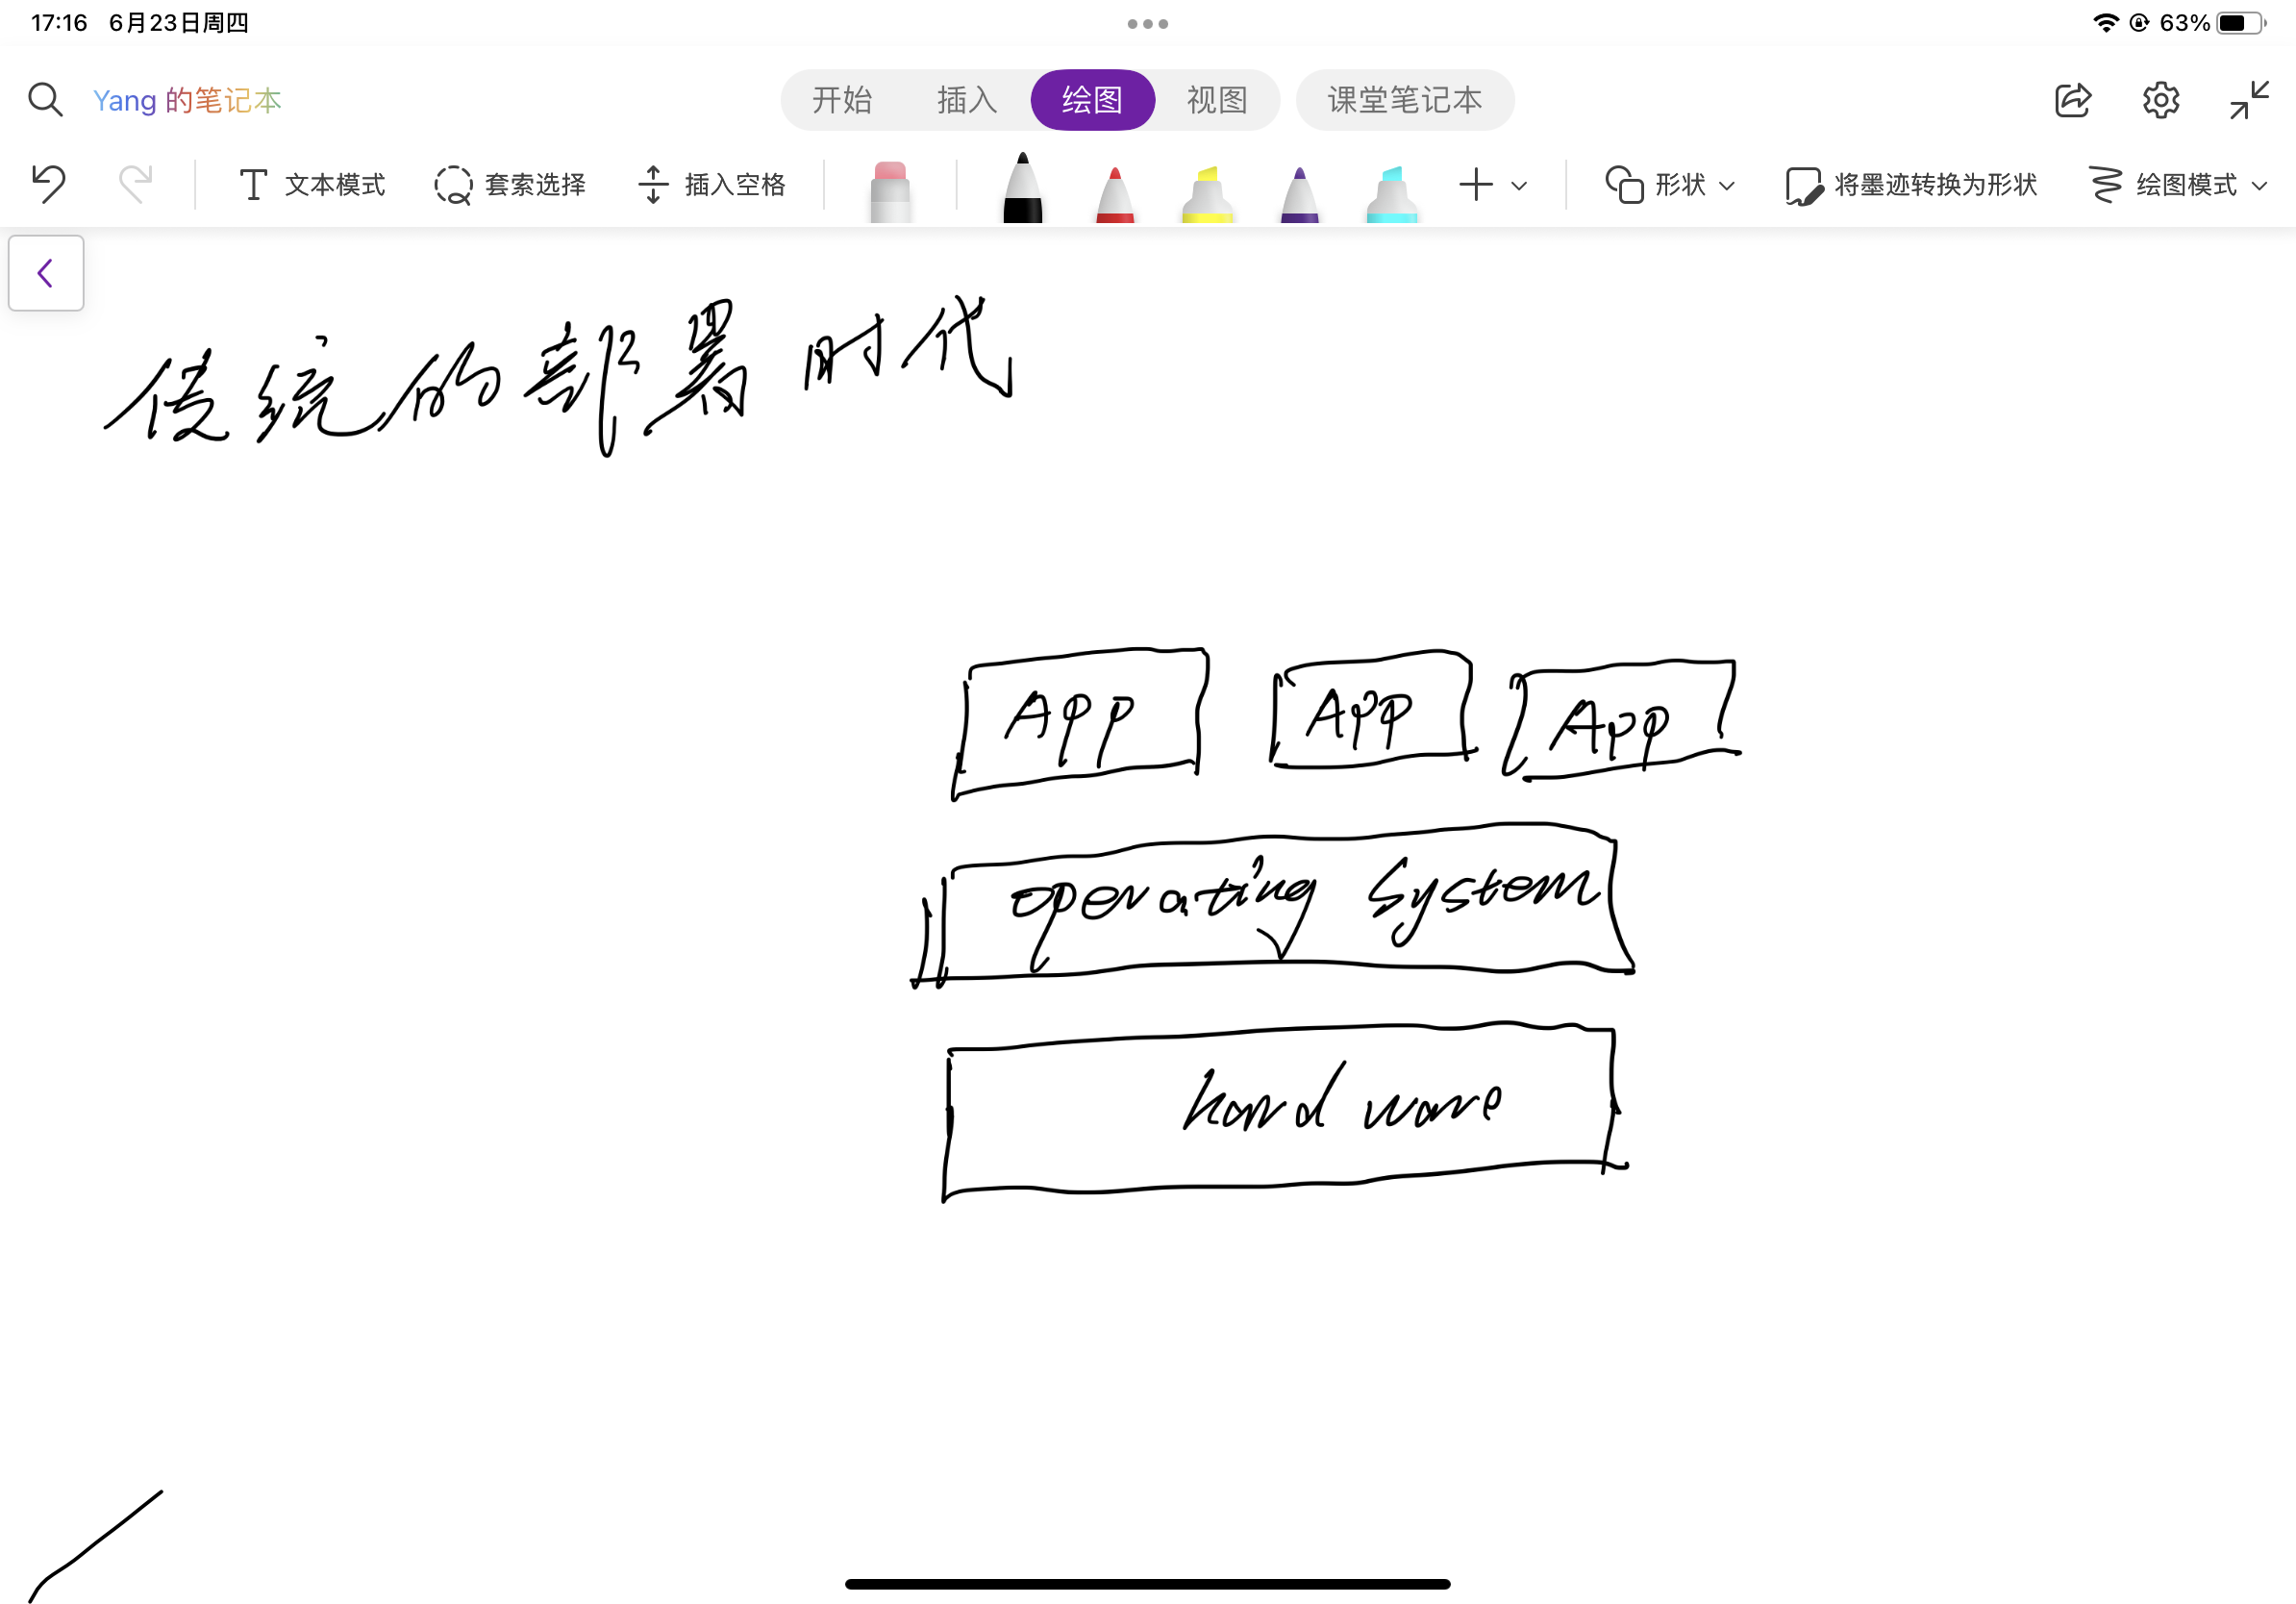 17:16 6月23日周四 63%
Yang 的笔记本 开始 插入 绘图 视图 课堂笔记本
文本模式 套索选择 插入空格 形状 将墨迹转换为形状 绘图模式
传统的部署时代
App App App
operating System
hard ware